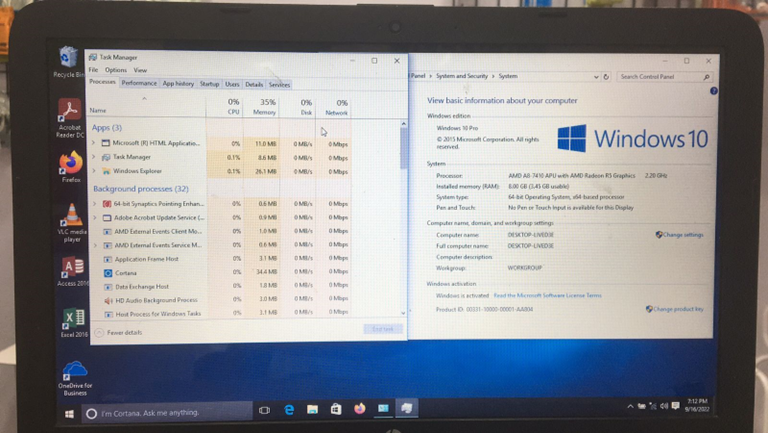 Recycle Bin
Acrobat
Reader DC
Firefox
VLC media
player
Access 2016
Excel 2016
OneDrive for
Business
Task Manager
File Options View
Processes Performance App history Startup Users Details Services
0% 35% 0% 0%
Name CPU Memory Disk Network
Apps (3)
Microsoft (R) HTML Applicatio... 0% 11.0 MB 0 MB/s 0 Mbps
Task Manager 0.1% 8.6 MB 0 MB/s 0 Mbps
Windows Explorer 0.1% 26.1 MB 0 MB/s 0 Mbps
Background processes (32)
64-bit Synaptics Pointing Enhan... 0% 0.6 MB 0 MB/s 0 Mbps
Adobe Acrobat Update Service (... 0% 0.9 MB 0 MB/s 0 Mbps
AMD External Events Client Mo... 0% 1.0 MB 0 MB/s 0 Mbps
AMD External Events Service M... 0% 0.6 MB 0 MB/s 0 Mbps
Application Frame Host 0% 3.1 MB 0 MB/s 0 Mbps
Cortana 0% 34.4 MB 0 MB/s 0 Mbps
Data Exchange Host 0% 1.8 MB 0 MB/s 0 Mbps
HD Audio Background Process 0% 2.0 MB 0 MB/s 0 Mbps
Host Process for Windows Tasks 0% 3.1 MB 0 MB/s 0 Mbps
Fewer details
End task
Panel > System and Security > System
Search Control Panel
View basic information about your computer
Windows edition
Windows 10 Pro
© 2015 Microsoft Corporation. All rights
reserved.
Windows 10
System
Processor: AMD A8-7410 APU with AMD Radeon R5 Graphics 2.20 GHz
Installed memory (RAM): 8.00 GB (3.45 GB usable)
System type: 64-bit Operating System, x64-based processor
Pen and Touch: No Pen or Touch Input is available for this Display
Computer name, domain, and workgroup settings
Computer name: DESKTOP-LIVED3E
Change settings
Full computer name: DESKTOP-LIVED3E
Computer description:
Workgroup: WORKGROUP
Windows activation
Windows is activated Read the Microsoft Software License Terms
Product ID: 00331-10000-00001-AA004
Change product key
I'm Cortana. Ask me anything.
7:12 PM
9/16/2022